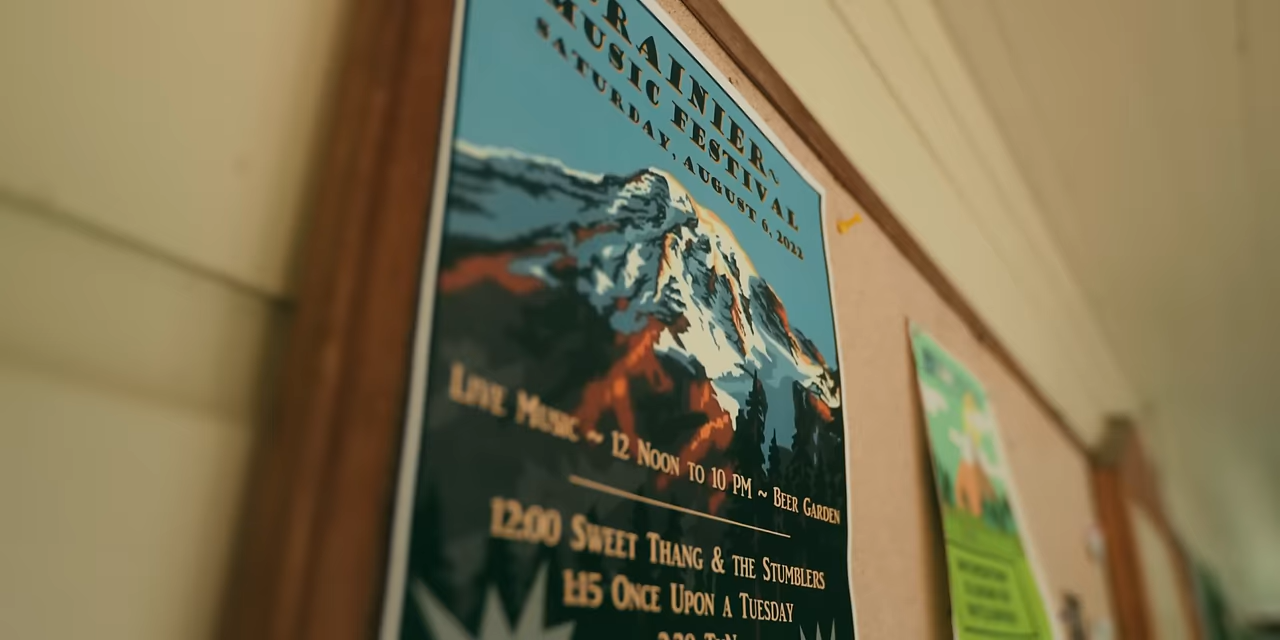 RAINIER~
MUSIC FESTIVAL
SATURDAY, AUGUST 6, 2022
LIVE MUSIC ~ 12 NOON TO 10 PM ~ BEER GARDEN
12:00 SWEET THANG & THE STUMBLERS
1:15 ONCE UPON A TUESDAY